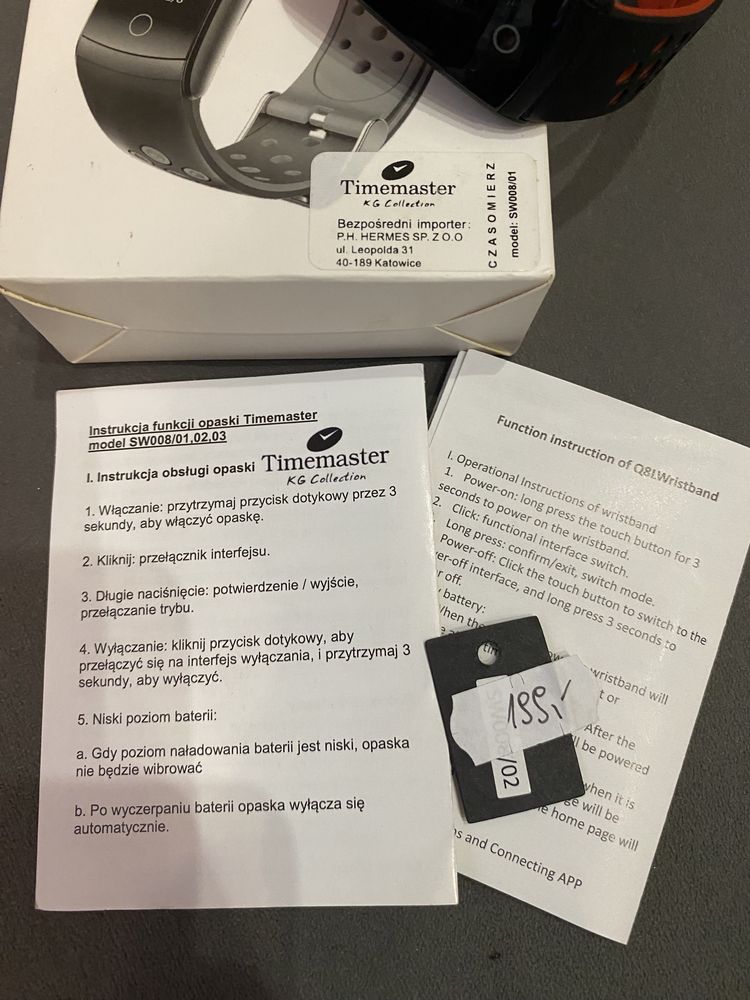 Timemaster
KG Collection
Bezpośredni importer:
P.H. HERMES SP. Z O.O
ul. Leopolda 31
40-189 Katowice
CZASOMIERZ
model: SW008/01
Instrukcja funkcji opaski Timemaster
model SW008/01,02,03
I. Instrukcja obsługi opaski
Timemaster
KG Collection
1. Włączanie: przytrzymaj przycisk dotykowy przez 3
sekundy, aby włączyć opaskę.
2. Kliknij: przełącznik interfejsu.
3. Długie naciśnięcie: potwierdzenie / wyjście,
przełączanie trybu.
4. Wyłączanie: kliknij przycisk dotykowy, aby
przełączyć się na interfejs wyłączania, i przytrzymaj 3
sekundy, aby wyłączyć.
5. Niski poziom baterii:
a. Gdy poziom naładowania baterii jest niski, opaska
nie będzie wibrować
b. Po wyczerpaniu baterii opaska wyłącza się
automatycznie.
Function instruction of Q8LWristband
I. Operational Instructions of wristband
1. Power-on: long press the touch button for 3
seconds to power on the wristband.
2. Click: functional interface switch.
Long press: confirm/exit, switch mode.
Power-off: Click the touch button to switch to the
er-off interface, and long press 3 seconds to
r off.
battery:
wristband will
t or
After the
ll be powered
when it is
ge will be
e home page will
ns and Connecting APP
199,-
SW008/02